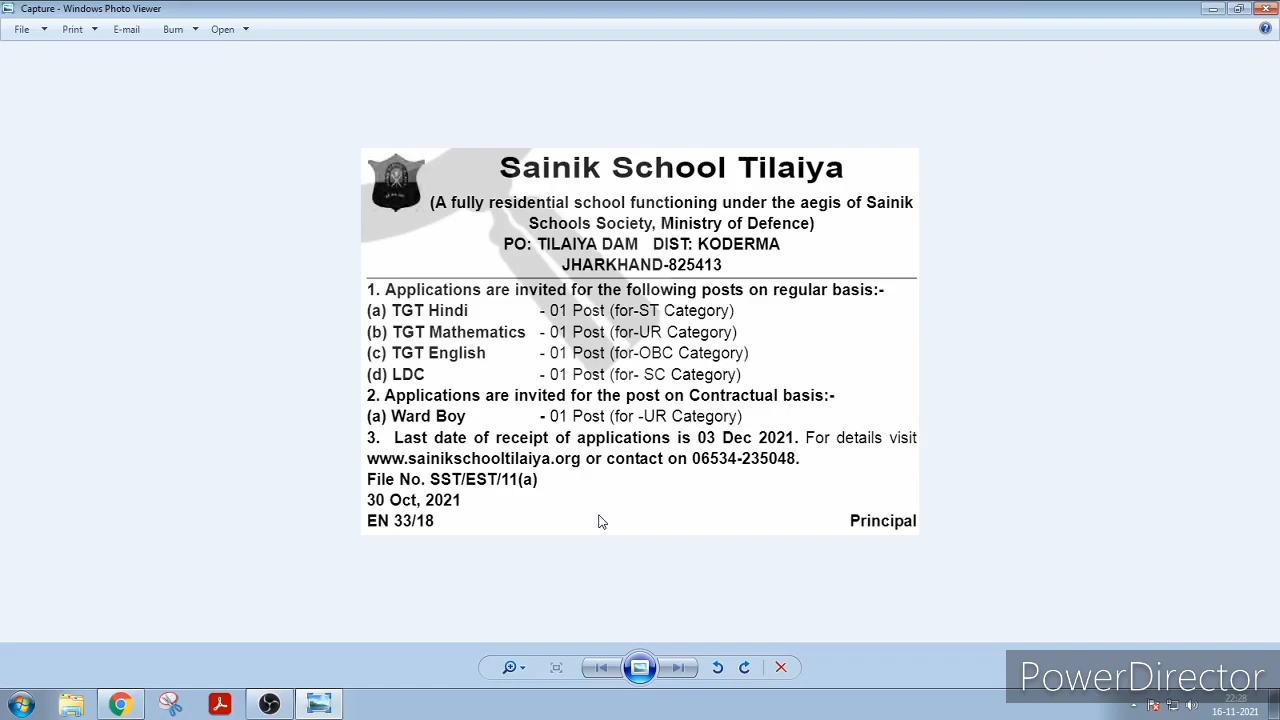 Capture - Windows Photo Viewer
File Print E-mail Burn Open
Sainik School Tilaiya
(A fully residential school functioning under the aegis of Sainik
Schools Society, Ministry of Defence)
PO: TILAIYA DAM DIST: KODERMA
JHARKHAND-825413
1. Applications are invited for the following posts on regular basis:-
(a) TGT Hindi - 01 Post (for-ST Category)
(b) TGT Mathematics - 01 Post (for-UR Category)
(c) TGT English - 01 Post (for-OBC Category)
(d) LDC - 01 Post (for- SC Category)
2. Applications are invited for the post on Contractual basis:-
(a) Ward Boy - 01 Post (for -UR Category)
3. Last date of receipt of applications is 03 Dec 2021. For details visit
www.sainikschooltilaiya.org or contact on 06534-235048.
File No. SST/EST/11(a)
30 Oct, 2021
EN 33/18 Principal
PowerDirector
22:28
16-11-2021